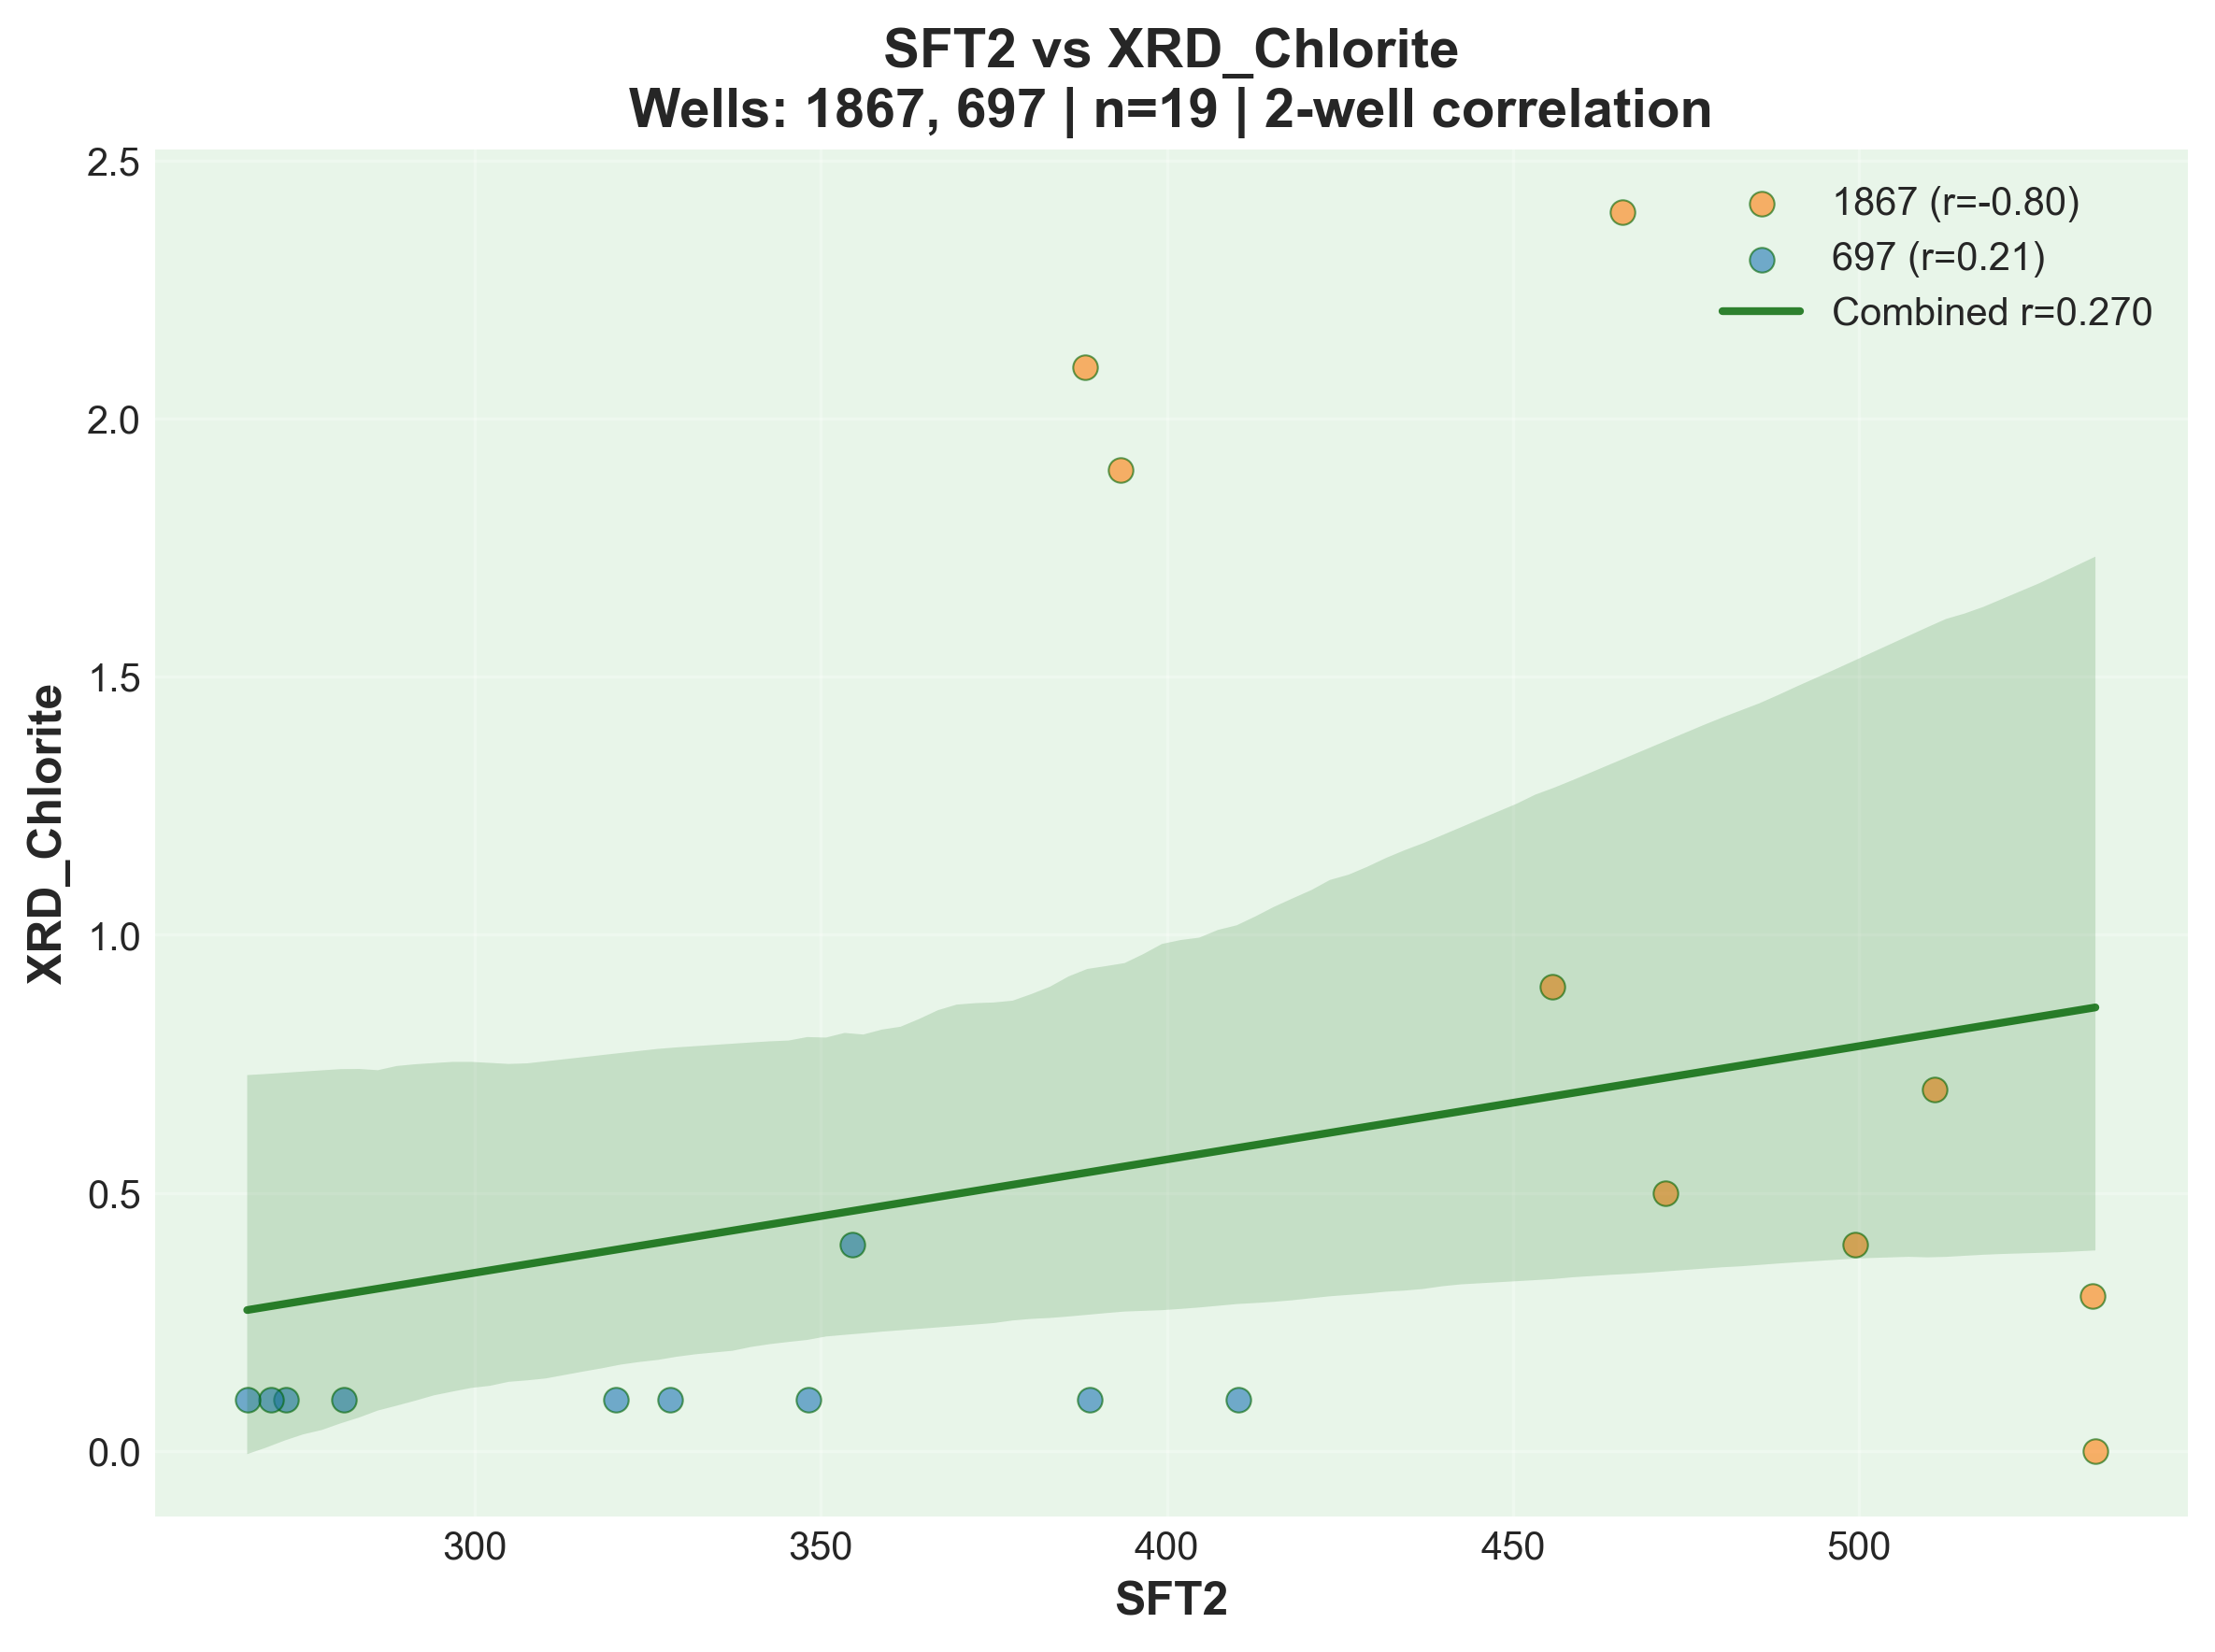 SFT2 vs XRD_Chlorite
Wells: 1867, 697 | n=19 | 2-well correlation
1867 (r=-0.80)
697 (r=0.21)
Combined r=0.270
XRD_Chlorite
2.5
2.0
1.5
1.0
0.5
0.0
300
350
400
450
500
SFT2